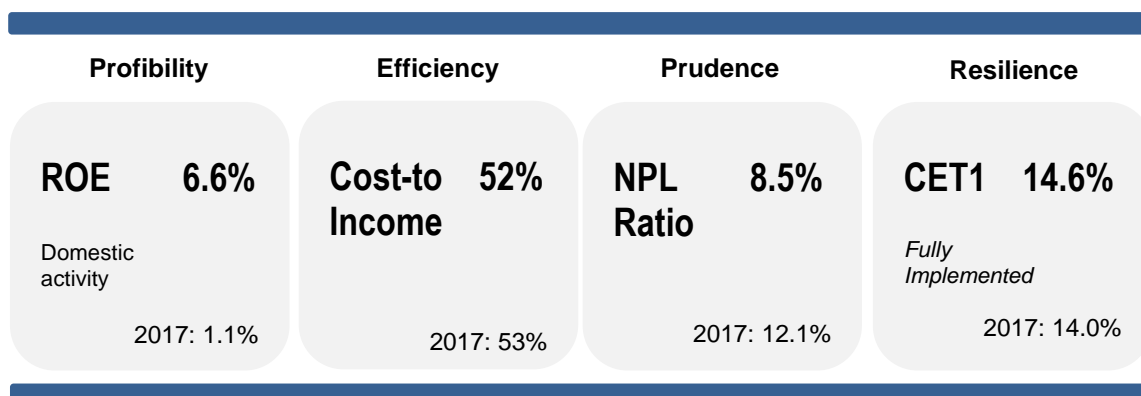 Profibility
ROE 6.6%
Domestic
activity
2017: 1.1%
Efficiency
Cost-to 52%
Income
2017: 53%
Prudence
NPL 8.5%
Ratio
2017: 12.1%
Resilience
CET1 14.6%
Fully
Implemented
2017: 14.0%